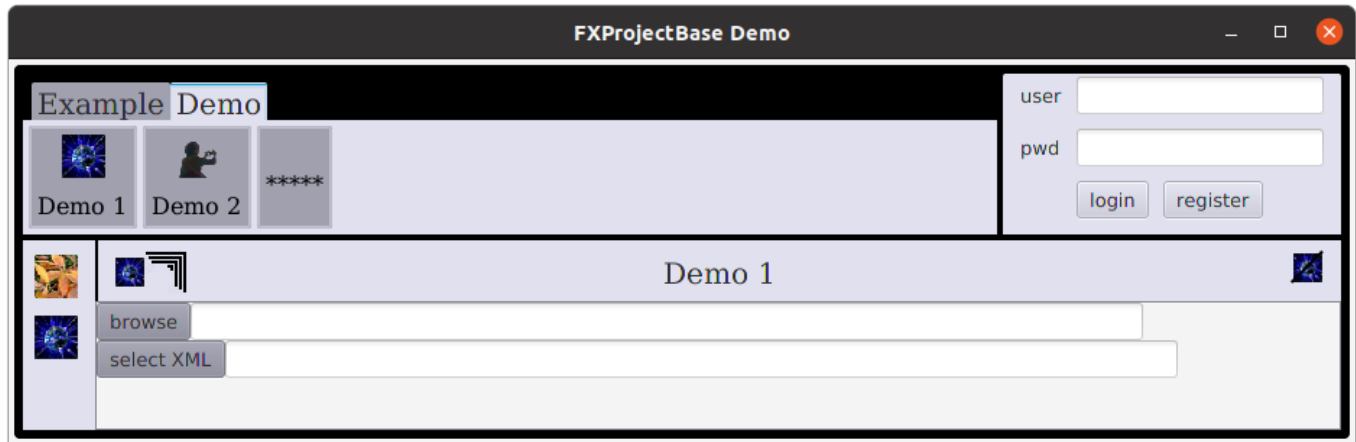 FXProjectBase Demo
Example Demo
Demo 1 Demo 2 *****
user
pwd
login register
Demo 1
browse
select XML